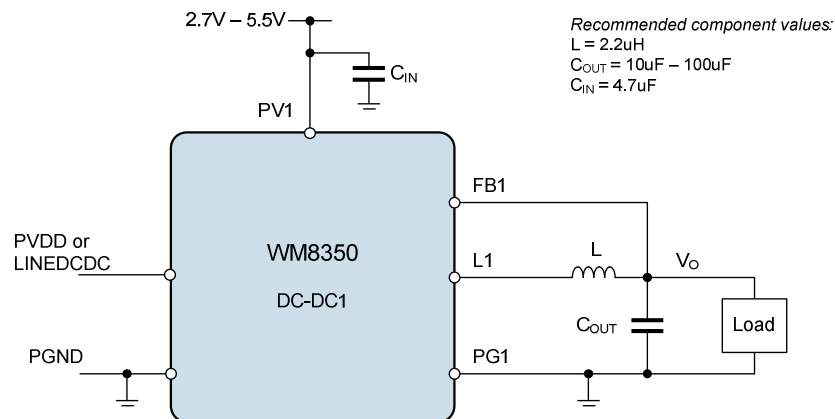 2.7V – 5.5V
Recommended component values:
L = 2.2uH
COUT = 10uF – 100uF
CIN = 4.7uF
CIN
PV1
FB1
PVDD or
LINEDCDC
WM8350
DC-DC1
L1
L
VO
COUT
Load
PGND
PG1